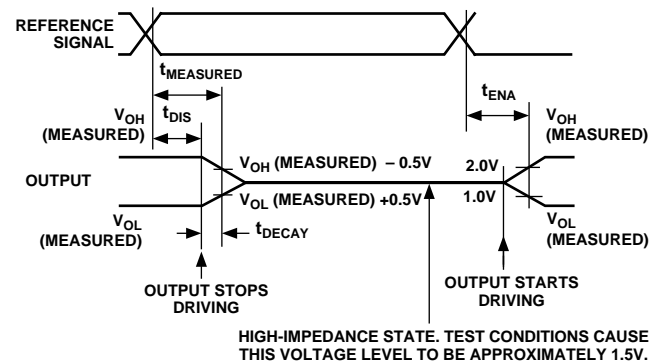 REFERENCE
SIGNAL
tMEASURED
tENA
VOH
(MEASURED)
tDIS
VOH
(MEASURED)
VOH (MEASURED) – 0.5V
2.0V
OUTPUT
VOL (MEASURED) +0.5V
1.0V
VOL
(MEASURED)
tDECAY
VOL
(MEASURED)
OUTPUT STOPS
DRIVING
OUTPUT STARTS
DRIVING
HIGH-IMPEDANCE STATE. TEST CONDITIONS CAUSE
THIS VOLTAGE LEVEL TO BE APPROXIMATELY 1.5V.